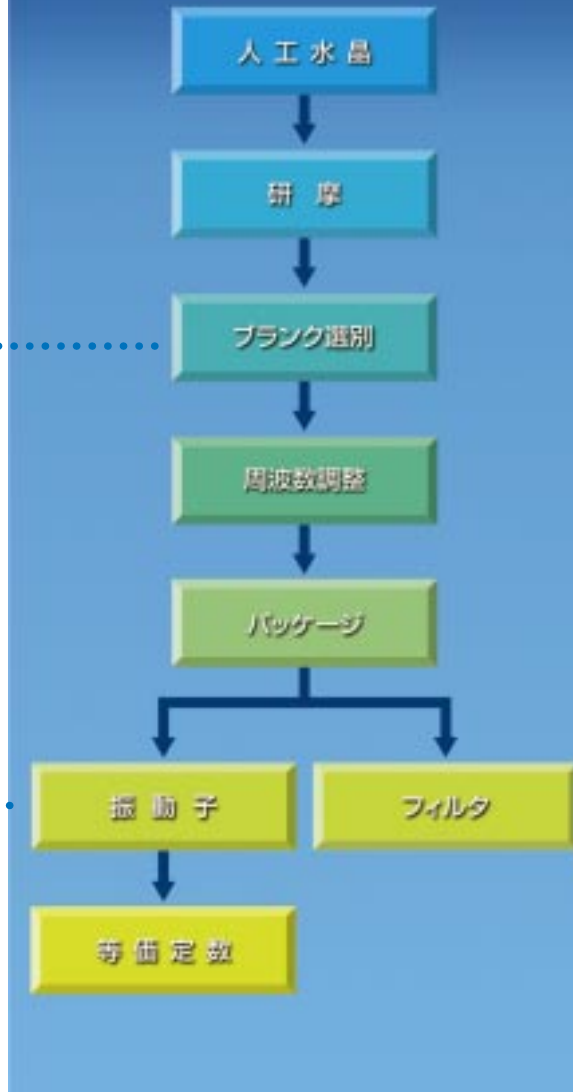 人工水晶
研摩
ブランク選別
周波数調整
パッケージ
振動子
フィルタ
等価定数